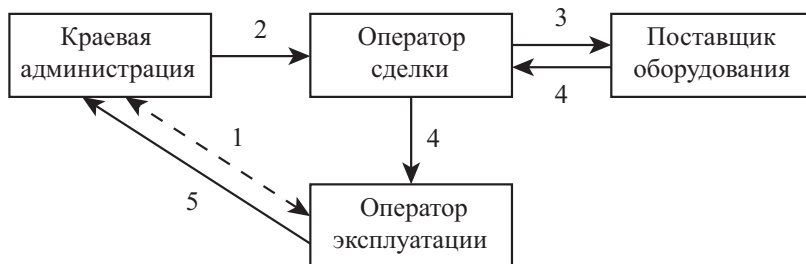 Краевая
администрация
2
Оператор
сделки
3
4
Поставщик
оборудования
1
5
4
Оператор
эксплуатации